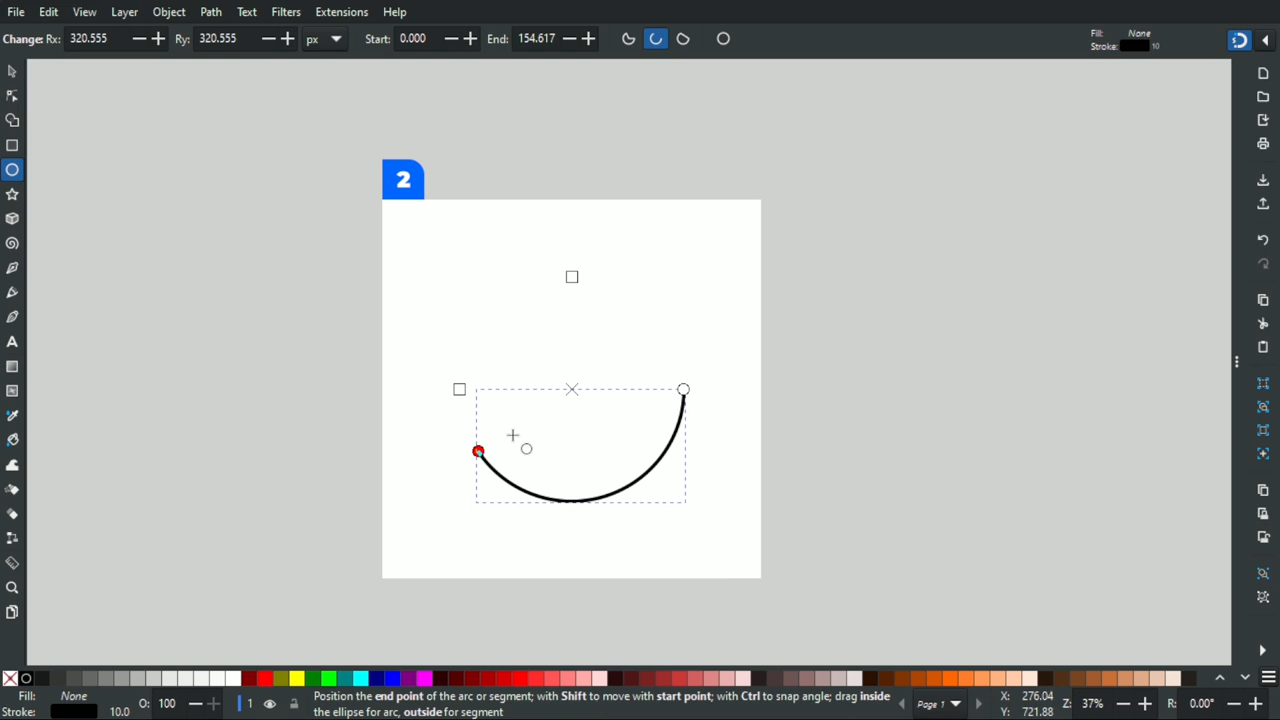 File Edit View Layer Object Path Text Filters Extensions Help
Change: Rx: 320.555 Ry: 320.555 px Start: 0.000 End: 154.617 Fill: None
Stroke: 10
2
Fill: None O: 100 1 Position the end point of the arc or segment; with Shift to move with start point; with Ctrl to snap angle; drag inside Page 1 X: 276.04 Z: 37% R: 0.00°
Stroke: 10.0 the ellipse for arc, outside for segment Y: 721.88